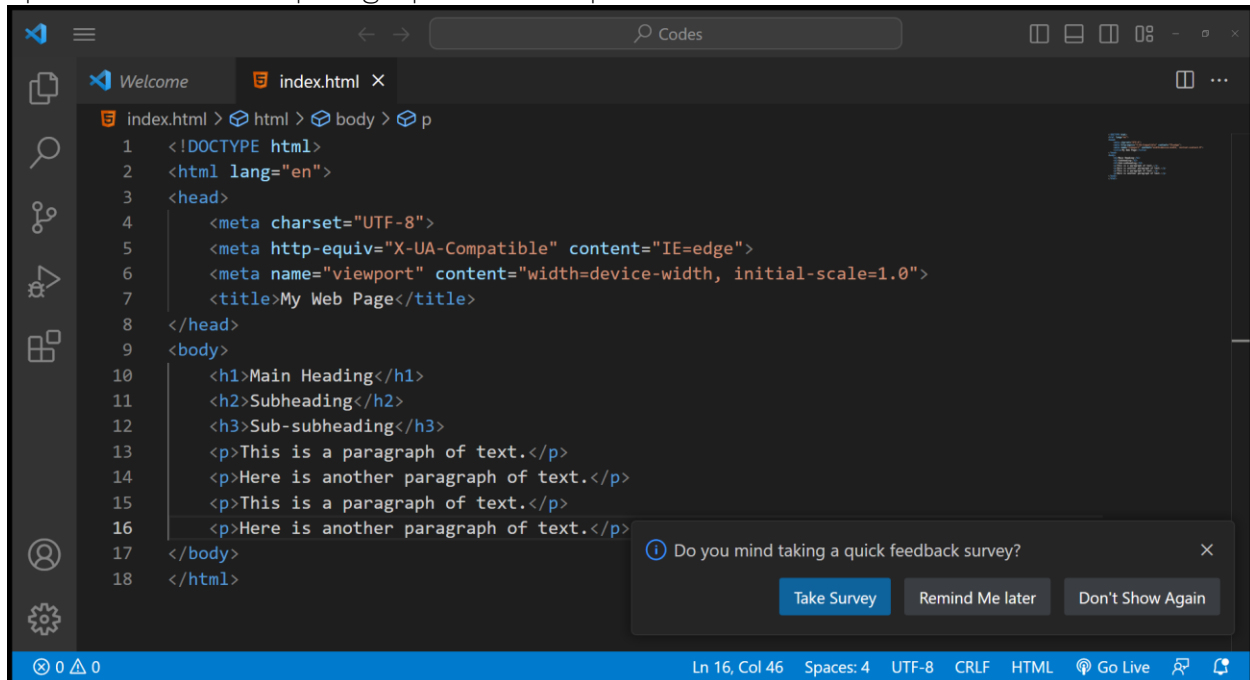 Codes
Welcome
index.html
index.html > html > body > p
1 <!DOCTYPE html>
2 <html lang="en">
3 <head>
4 <meta charset="UTF-8">
5 <meta http-equiv="X-UA-Compatible" content="IE=edge">
6 <meta name="viewport" content="width=device-width, initial-scale=1.0">
7 <title>My Web Page</title>
8 </head>
9 <body>
10 <h1>Main Heading</h1>
11 <h2>Subheading</h2>
12 <h3>Sub-subheading</h3>
13 <p>This is a paragraph of text.</p>
14 <p>Here is another paragraph of text.</p>
15 <p>This is a paragraph of text.</p>
16 <p>Here is another paragraph of text.</p>
17 </body>
18 </html>
Do you mind taking a quick feedback survey?
Take Survey Remind Me later Don't Show Again
0 0 Ln 16, Col 46 Spaces: 4 UTF-8 CRLF HTML Go Live